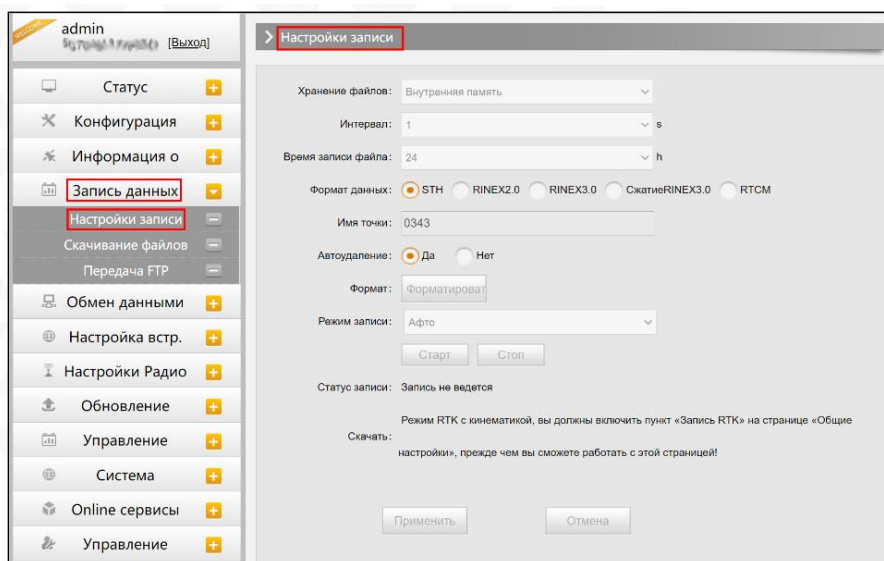 WELCOME
admin
[Выход]
Статус
Конфигурация
Информация о
Запись данных
Настройки записи
Скачивание файлов
Передача FTP
Обмен данными
Настройка встр.
Настройки Радио
Обновление
Управление
Система
Online сервисы
Управление
Настройки записи
Хранение файлов: Внутренняя память
Интервал: 1 s
Время записи файла: 24 h
Формат данных: STH RINEX2.0 RINEX3.0 СжатиеRINEX3.0 RTCM
Имя точки: 0343
Автоудаление: Да Нет
Формат: Форматироват
Режим записи: Афто
Старт Стоп
Статус записи: Запись не ведется
Скачать: Режим RTK с кинематикой, вы должны включить пункт «Запись RTK» на странице «Общие
настройки», прежде чем вы сможете работать с этой страницей!
Применить Отмена